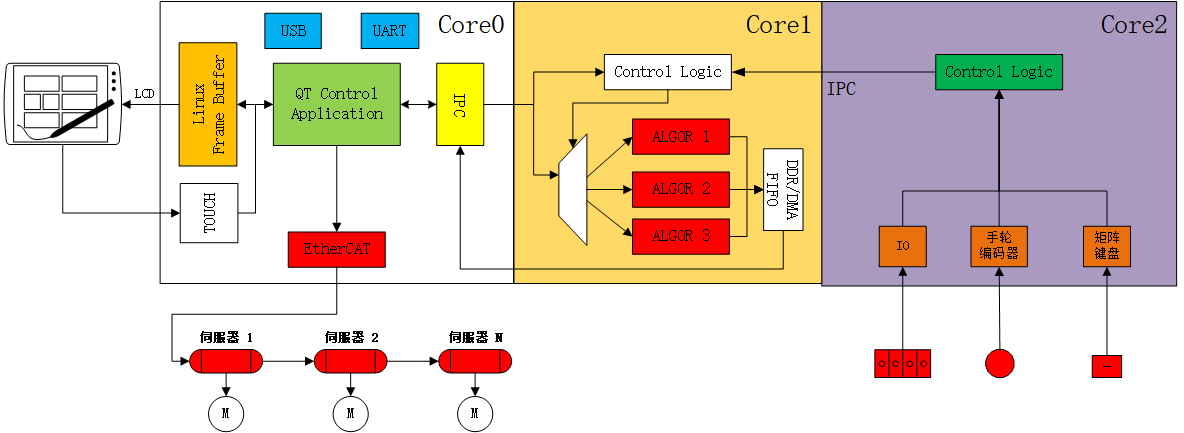 Core0
Core1
Core2
USB
UART
LCD
Linux
Frame Buffer
QT Control
Application
IPC
TOUCH
EtherCAT
Control Logic
ALGOR 1
ALGOR 2
ALGOR 3
DDR/DMA
FIFO
IPC
Control Logic
IO
手轮
编码器
矩阵
键盘
伺服器 1
伺服器 2
伺服器 N
M
M
M